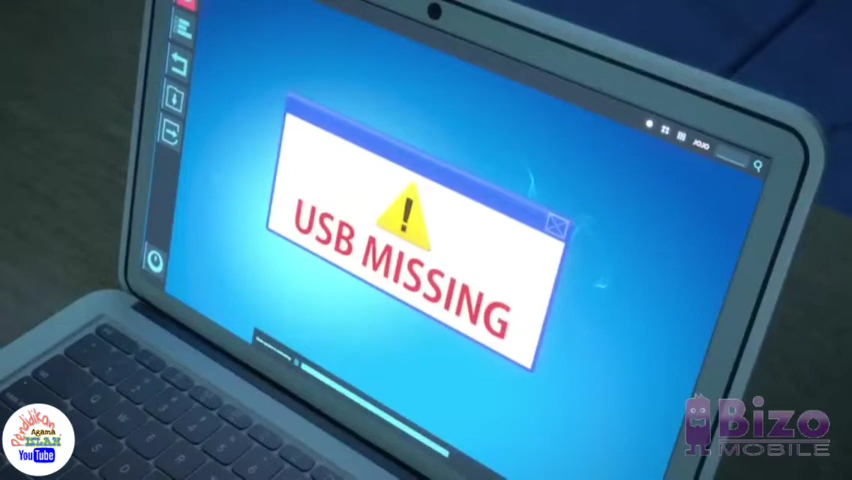 JOJO
USB MISSING
Pendidikan
Agama
ISLAM
YouTube
Bizo
MOBILE